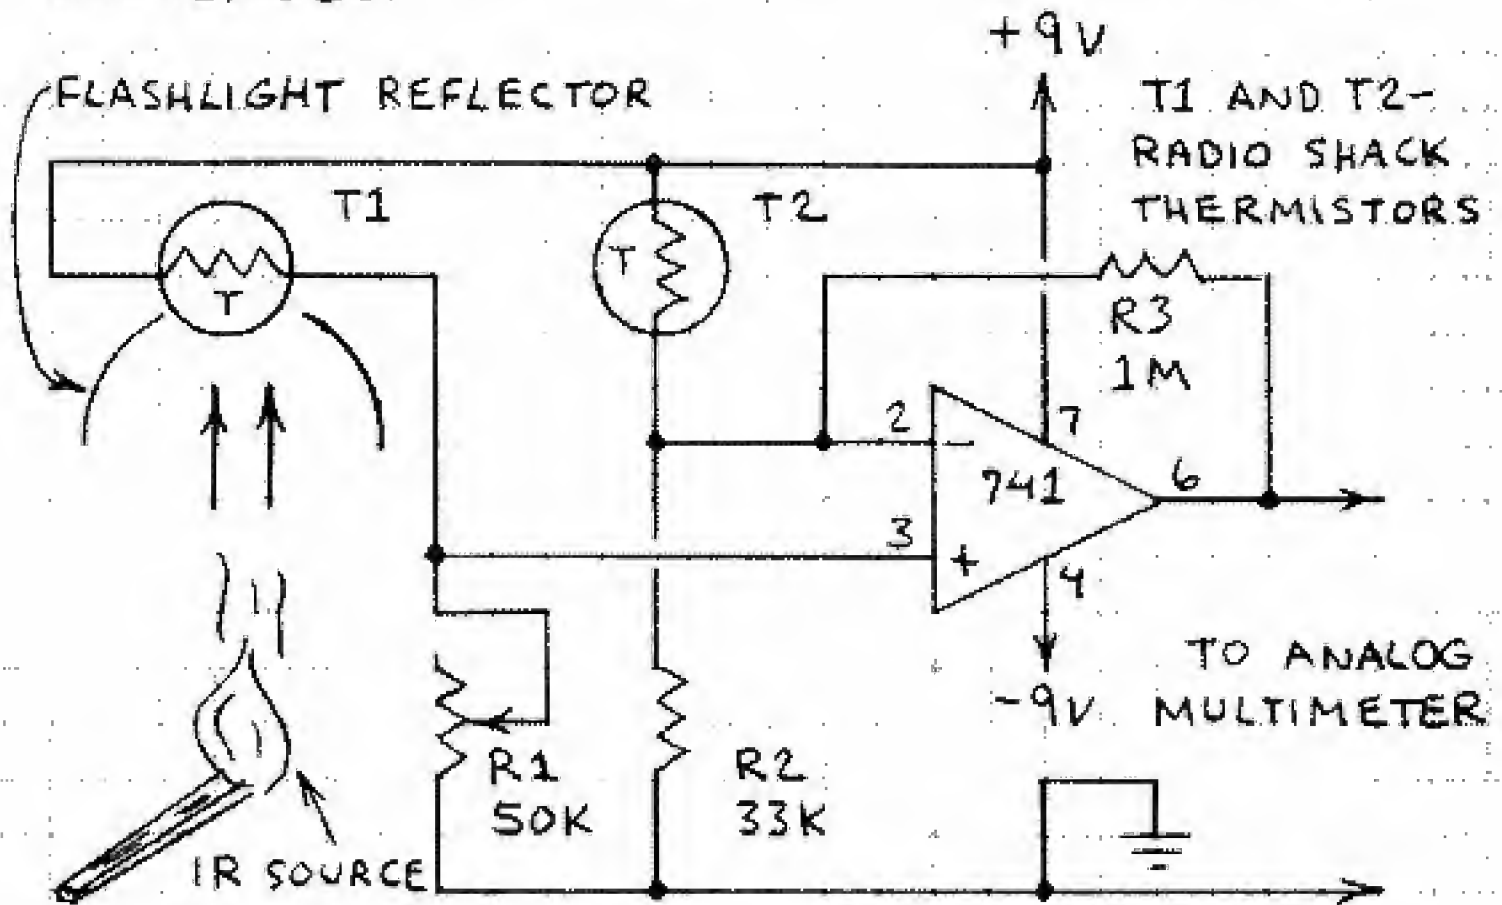 +9V
FLASHLIGHT REFLECTOR
T1 AND T2-
RADIO SHACK
THERMISTORS
T1
T2
T
T
R3
1M
2
-
7
741
6
3
+
4
-9V
TO ANALOG
MULTIMETER
R1
50K
R2
33K
IR SOURCE